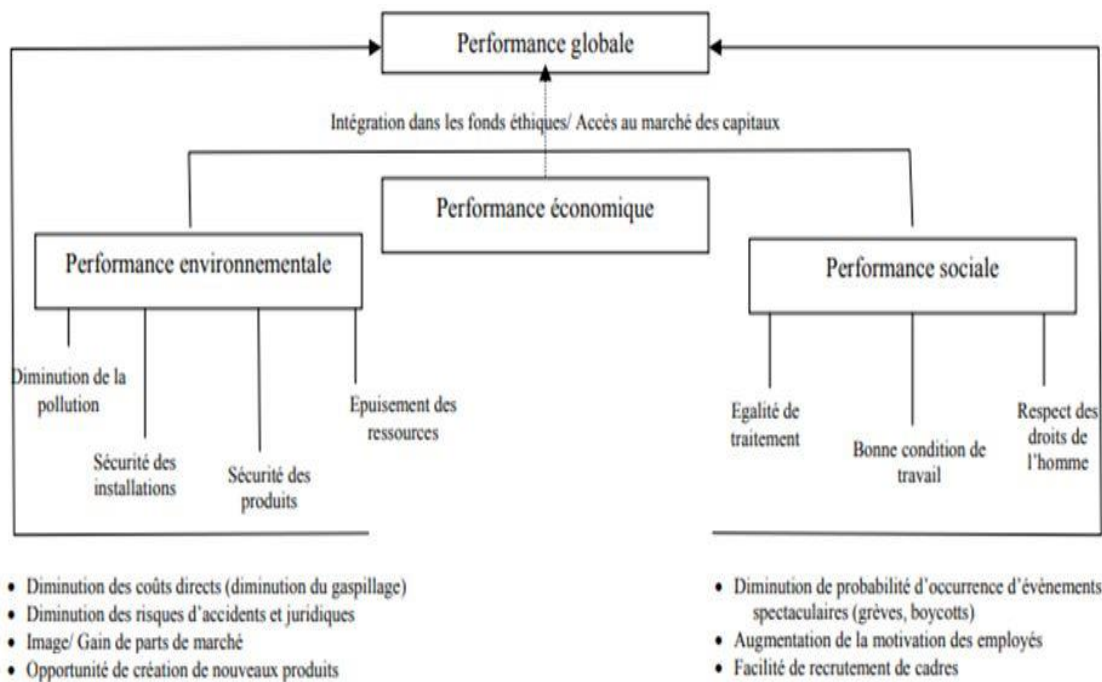 Performance globale
Intégration dans les fonds éthiques/ Accès au marché des capitaux
Performance économique
Performance environnementale
Performance sociale
Diminution de la
pollution
Sécurité des
installations
Sécurité des
produits
Epuisement des
ressources
Egalité de
traitement
Bonne condition de
travail
Respect des
droits de
l'homme
• Diminution des coûts directs (diminution du gaspillage)
• Diminution des risques d'accidents et juridiques
• Image/ Gain de parts de marché
• Opportunité de création de nouveaux produits
• Diminution de probabilité d'occurrence d'évènements
spectaculaires (grèves, boycotts)
• Augmentation de la motivation des employés
• Facilité de recrutement de cadres